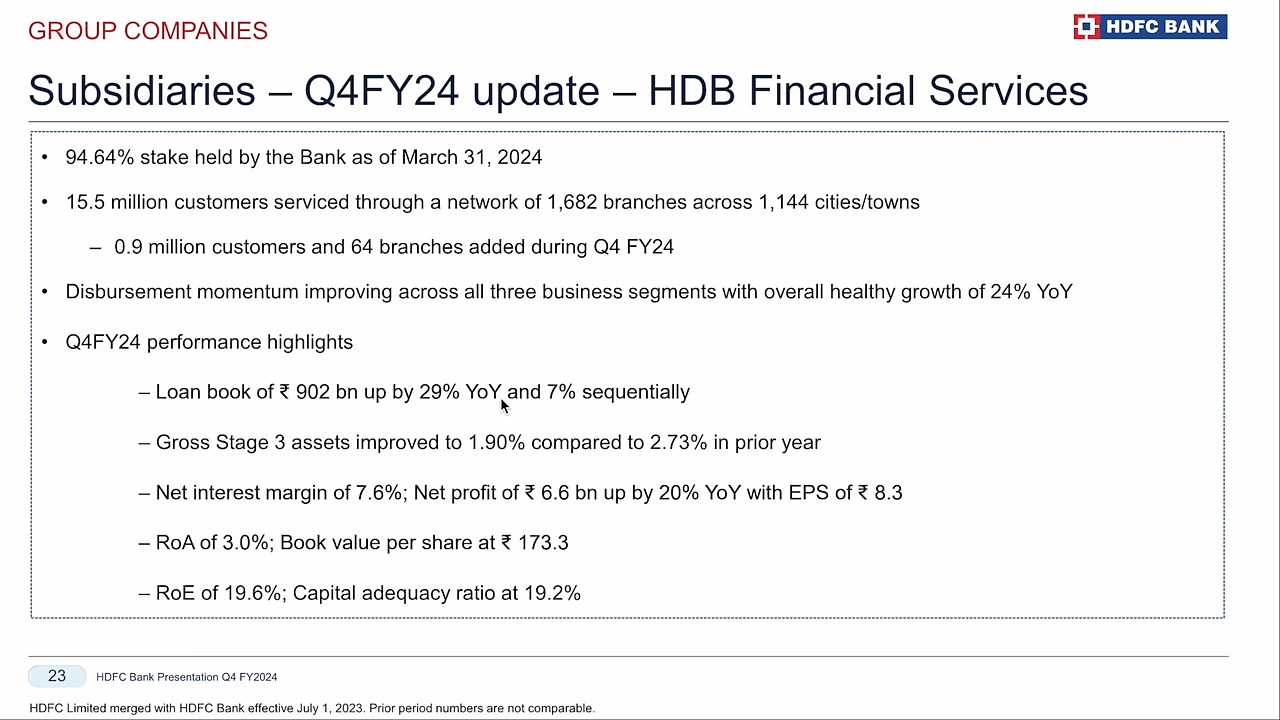 GROUP COMPANIES
HDFC BANK
Subsidiaries – Q4FY24 update – HDB Financial Services
• 94.64% stake held by the Bank as of March 31, 2024
• 15.5 million customers serviced through a network of 1,682 branches across 1,144 cities/towns
– 0.9 million customers and 64 branches added during Q4 FY24
• Disbursement momentum improving across all three business segments with overall healthy growth of 24% YoY
• Q4FY24 performance highlights
– Loan book of ₹ 902 bn up by 29% YoY and 7% sequentially
– Gross Stage 3 assets improved to 1.90% compared to 2.73% in prior year
– Net interest margin of 7.6%; Net profit of ₹ 6.6 bn up by 20% YoY with EPS of ₹ 8.3
– RoA of 3.0%; Book value per share at ₹ 173.3
– RoE of 19.6%; Capital adequacy ratio at 19.2%
23 HDFC Bank Presentation Q4 FY2024
HDFC Limited merged with HDFC Bank effective July 1, 2023. Prior period numbers are not comparable.